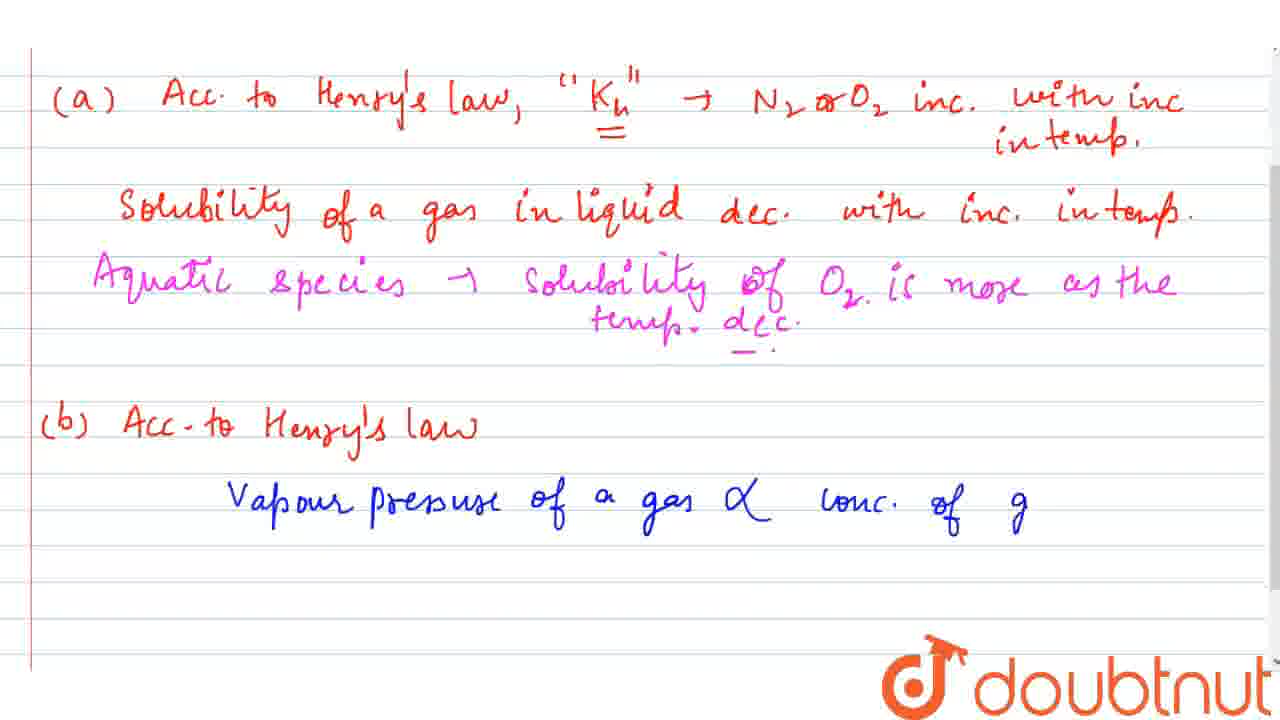 (a) Acc. to Henry's law, "KH" → N2 or O2 inc. with inc
in temp.
Solubility of a gas in liquid dec. with inc. in temp.
Aquatic species → Solubility of O2. is more as the
temp. dec.
(b) Acc. to Henry's law
Vapour pressure of a gas ∝ conc. of g
doubtnut